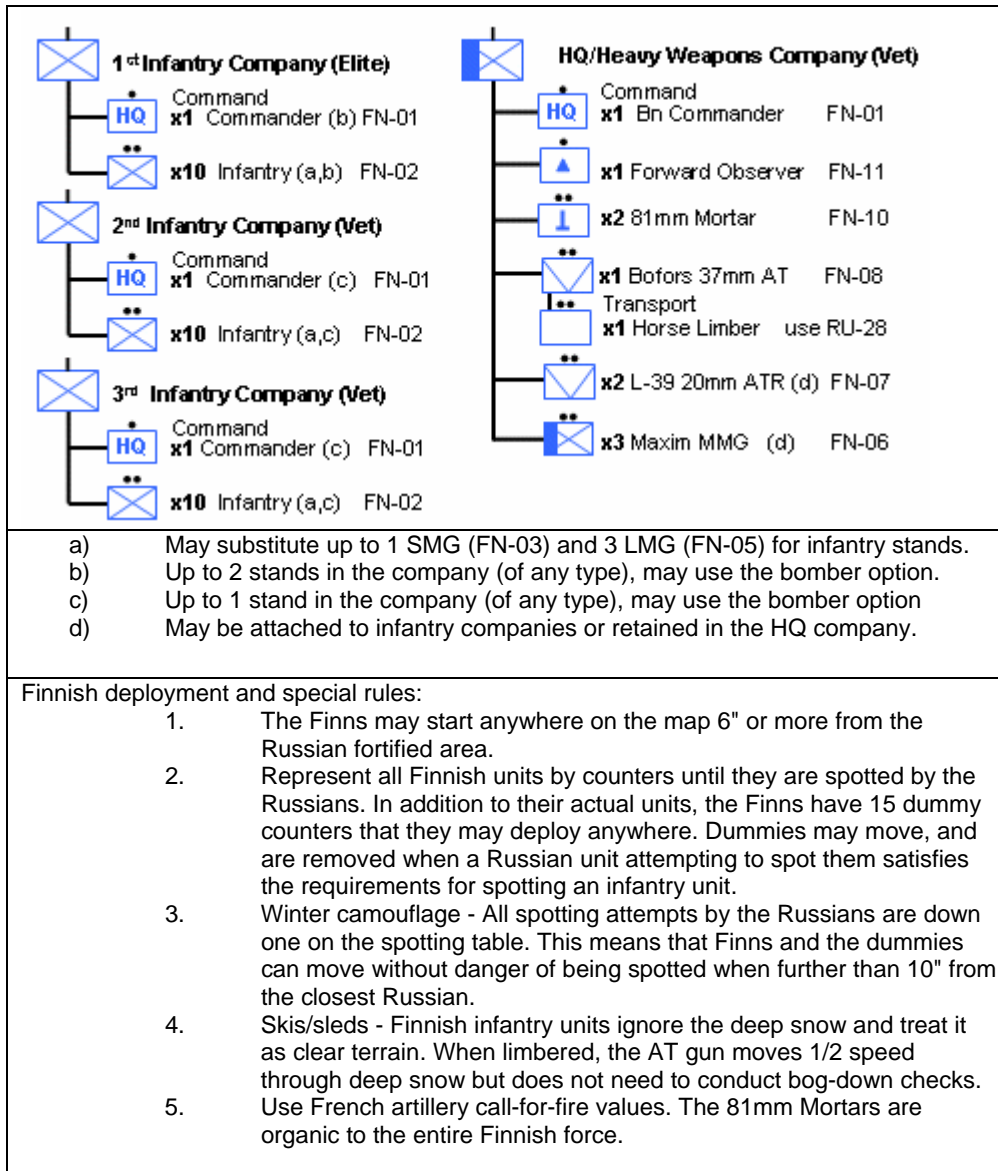 1st Infantry Company (Elite)
Command
HQ x1 Commander (b) FN-01
x10 Infantry (a,b) FN-02
2nd Infantry Company (Vet)
Command
HQ x1 Commander (c) FN-01
x10 Infantry (a,c) FN-02
3rd Infantry Company (Vet)
Command
HQ x1 Commander (c) FN-01
x10 Infantry (a,c) FN-02
HQ/Heavy Weapons Company (Vet)
Command
HQ x1 Bn Commander FN-01
x1 Forward Observer FN-11
x2 81mm Mortar FN-10
x1 Bofors 37mm AT FN-08
Transport
x1 Horse Limber use RU-28
x2 L-39 20mm ATR (d) FN-07
x3 Maxim MMG (d) FN-06
a) May substitute up to 1 SMG (FN-03) and 3 LMG (FN-05) for infantry stands.
b) Up to 2 stands in the company (of any type), may use the bomber option.
c) Up to 1 stand in the company (of any type), may use the bomber option
d) May be attached to infantry companies or retained in the HQ company.
Finnish deployment and special rules:
1. The Finns may start anywhere on the map 6" or more from the
Russian fortified area.
2. Represent all Finnish units by counters until they are spotted by the
Russians. In addition to their actual units, the Finns have 15 dummy
counters that they may deploy anywhere. Dummies may move, and
are removed when a Russian unit attempting to spot them satisfies
the requirements for spotting an infantry unit.
3. Winter camouflage - All spotting attempts by the Russians are down
one on the spotting table. This means that Finns and the dummies
can move without danger of being spotted when further than 10" from
the closest Russian.
4. Skis/sleds - Finnish infantry units ignore the deep snow and treat it
as clear terrain. When limbered, the AT gun moves 1/2 speed
through deep snow but does not need to conduct bog-down checks.
5. Use French artillery call-for-fire values. The 81mm Mortars are
organic to the entire Finnish force.